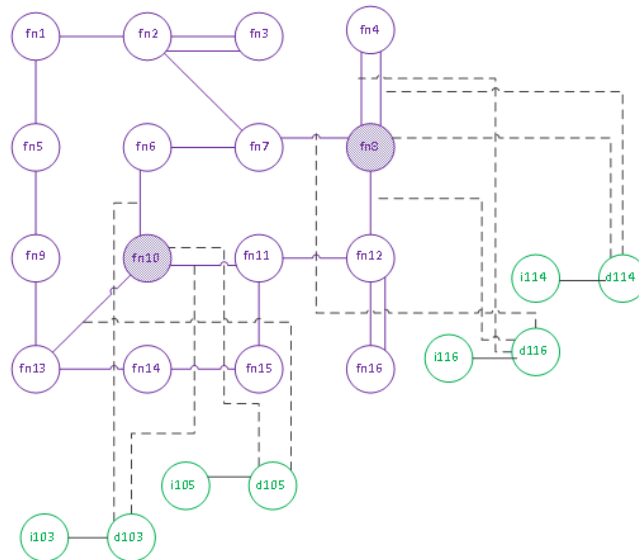 fn1 fn2 fn3 fn4
fn5 fn6 fn7 fn8
fn9 fn10 fn11 fn12
i114 d114
i116 d116
fn13 fn14 fn15 fn16
i105 d105
i103 d103